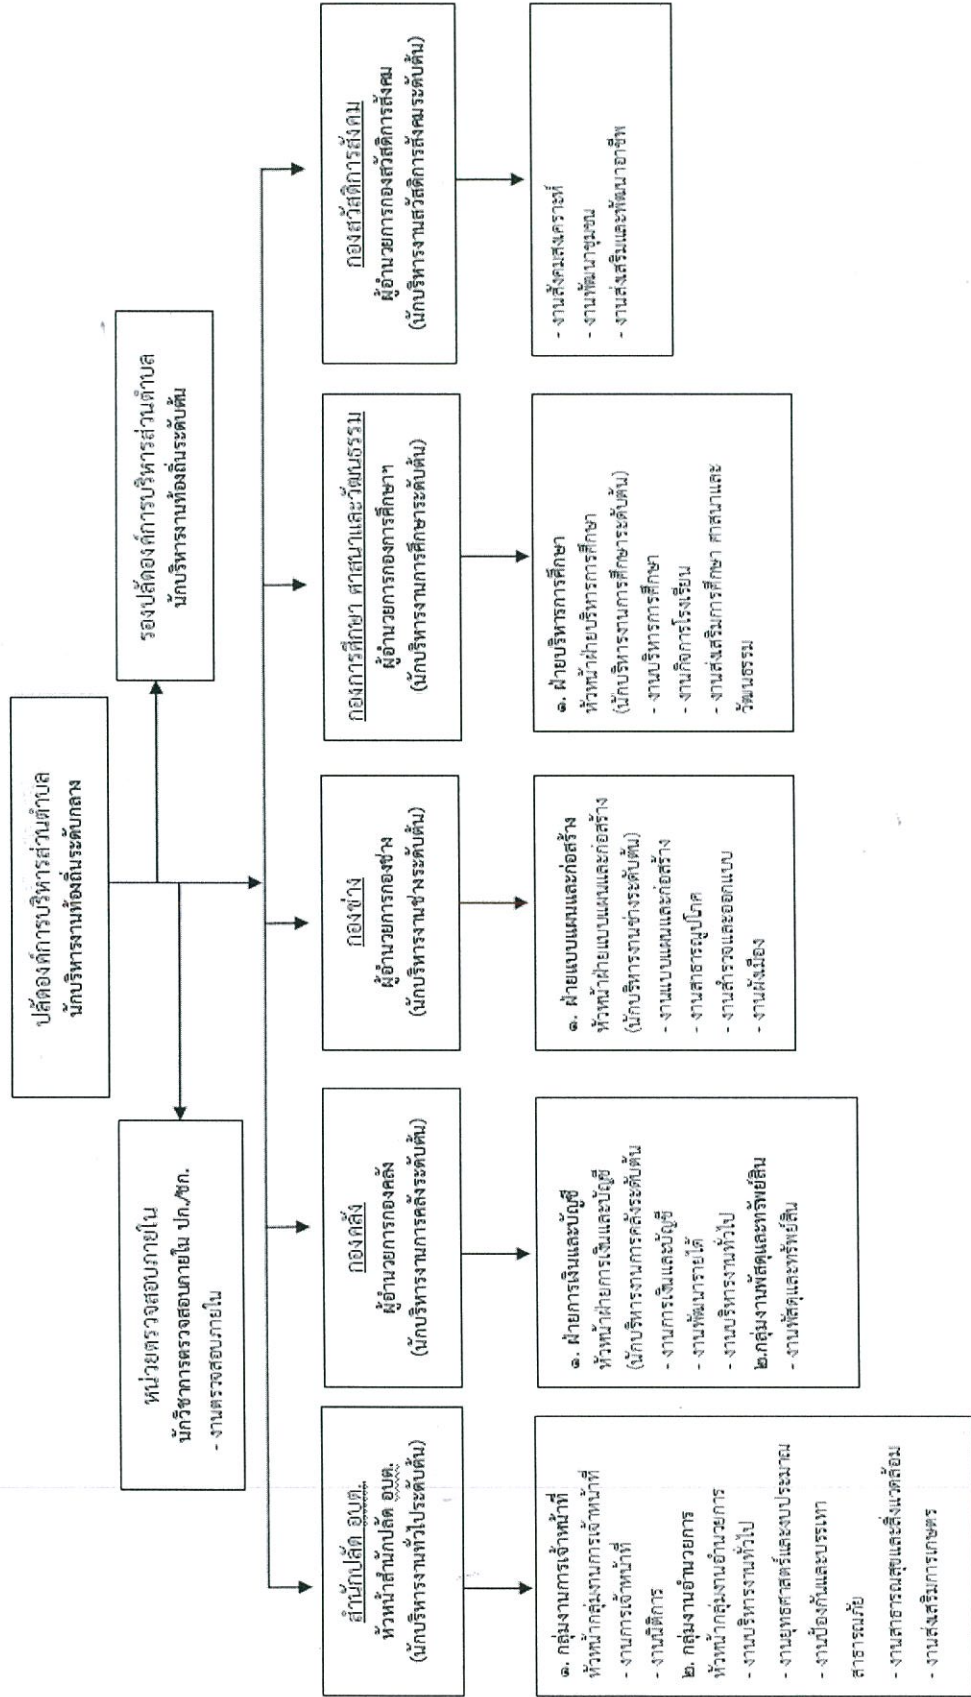 ปลัดองค์การบริหารส่วนตำบล
นักบริหารงานท้องถิ่นระดับกลาง
หน่วยตรวจสอบภายใน
นักวิชาการตรวจสอบภายใน ปก./ชก.
- งานตรวจสอบภายใน
รองปลัดองค์การบริหารส่วนตำบล
นักบริหารงานท้องถิ่นระดับต้น
สำนักปลัด อบต.
หัวหน้าสำนักปลัด อบต.
(นักบริหารงานทั่วไประดับต้น)
กองคลัง
ผู้อำนวยการกองคลัง
(นักบริหารงานการคลังระดับต้น)
กองช่าง
ผู้อำนวยการกองช่าง
(นักบริหารงานช่างระดับต้น)
กองการศึกษา ศาสนาและวัฒนธรรม
ผู้อำนวยการกองการศึกษาฯ
(นักบริหารงานการศึกษาระดับต้น)
กองสวัสดิการสังคม
ผู้อำนวยการกองสวัสดิการสังคม
(นักบริหารงานสวัสดิการสังคมระดับต้น)
๑. กลุ่มงานการเจ้าหน้าที่
หัวหน้ากลุ่มงานการเจ้าหน้าที่
- งานการเจ้าหน้าที่
- งานนิติการ
๒. กลุ่มงานอำนวยการ
หัวหน้ากลุ่มงานอำนวยการ
- งานบริหารงานทั่วไป
- งานยุทธศาสตร์และงบประมาณ
- งานป้องกันและบรรเทา
สาธารณภัย
- งานสาธารณสุขและสิ่งแวดล้อม
- งานส่งเสริมการเกษตร
๑. ฝ่ายการเงินและบัญชี
หัวหน้าฝ่ายการเงินและบัญชี
(นักบริหารงานการคลังระดับต้น
- งานการเงินและบัญชี
- งานพัฒนารายได้
- งานบริหารงานทั่วไป
๒.กลุ่มงานพัสดุและทรัพย์สิน
- งานพัสดุและทรัพย์สิน
๑. ฝ่ายแบบแผนและก่อสร้าง
หัวหน้าฝ่ายแบบแผนและก่อสร้าง
(นักบริหารงานช่างระดับต้น)
- งานแบบแผนและก่อสร้าง
- งานสาธารณูปโภค
- งานสำรวจและออกแบบ
- งานผังเมือง
๑. ฝ่ายบริหารการศึกษา
หัวหน้าฝ่ายบริหารการศึกษา
(นักบริหารงานการศึกษาระดับต้น)
- งานบริหารการศึกษา
- งานกิจการโรงเรียน
- งานส่งเสริมการศึกษา ศาสนาและ
วัฒนธรรม
- งานสังคมสงเคราะห์
- งานพัฒนาชุมชน
- งานส่งเสริมและพัฒนาอาชีพ